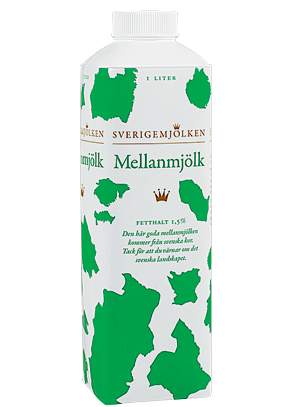 1 LITER
SVERIGEMJÖLKEN
Mellanmjölk
FETTHALT 1,5%
Den här goda mellanmjölken
kommer från svenska kor.
Tack för att du värnar om det
svenska landskapet.